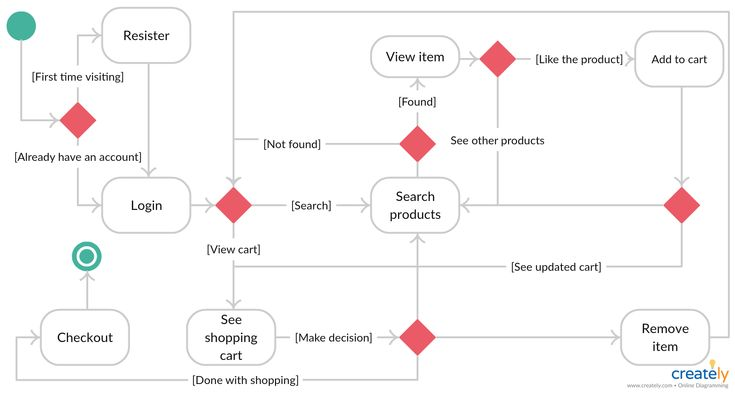 Resister
View item
[Like the product]
Add to cart
[First time visiting]
[Found]
[Not found]
See other products
[Already have an account]
Login
[Search]
Search
products
[View cart]
[See updated cart]
Checkout
See
shopping
cart
[Make decision]
Remove
item
[Done with shopping]
creately
www.creately.com • Online Diagramming